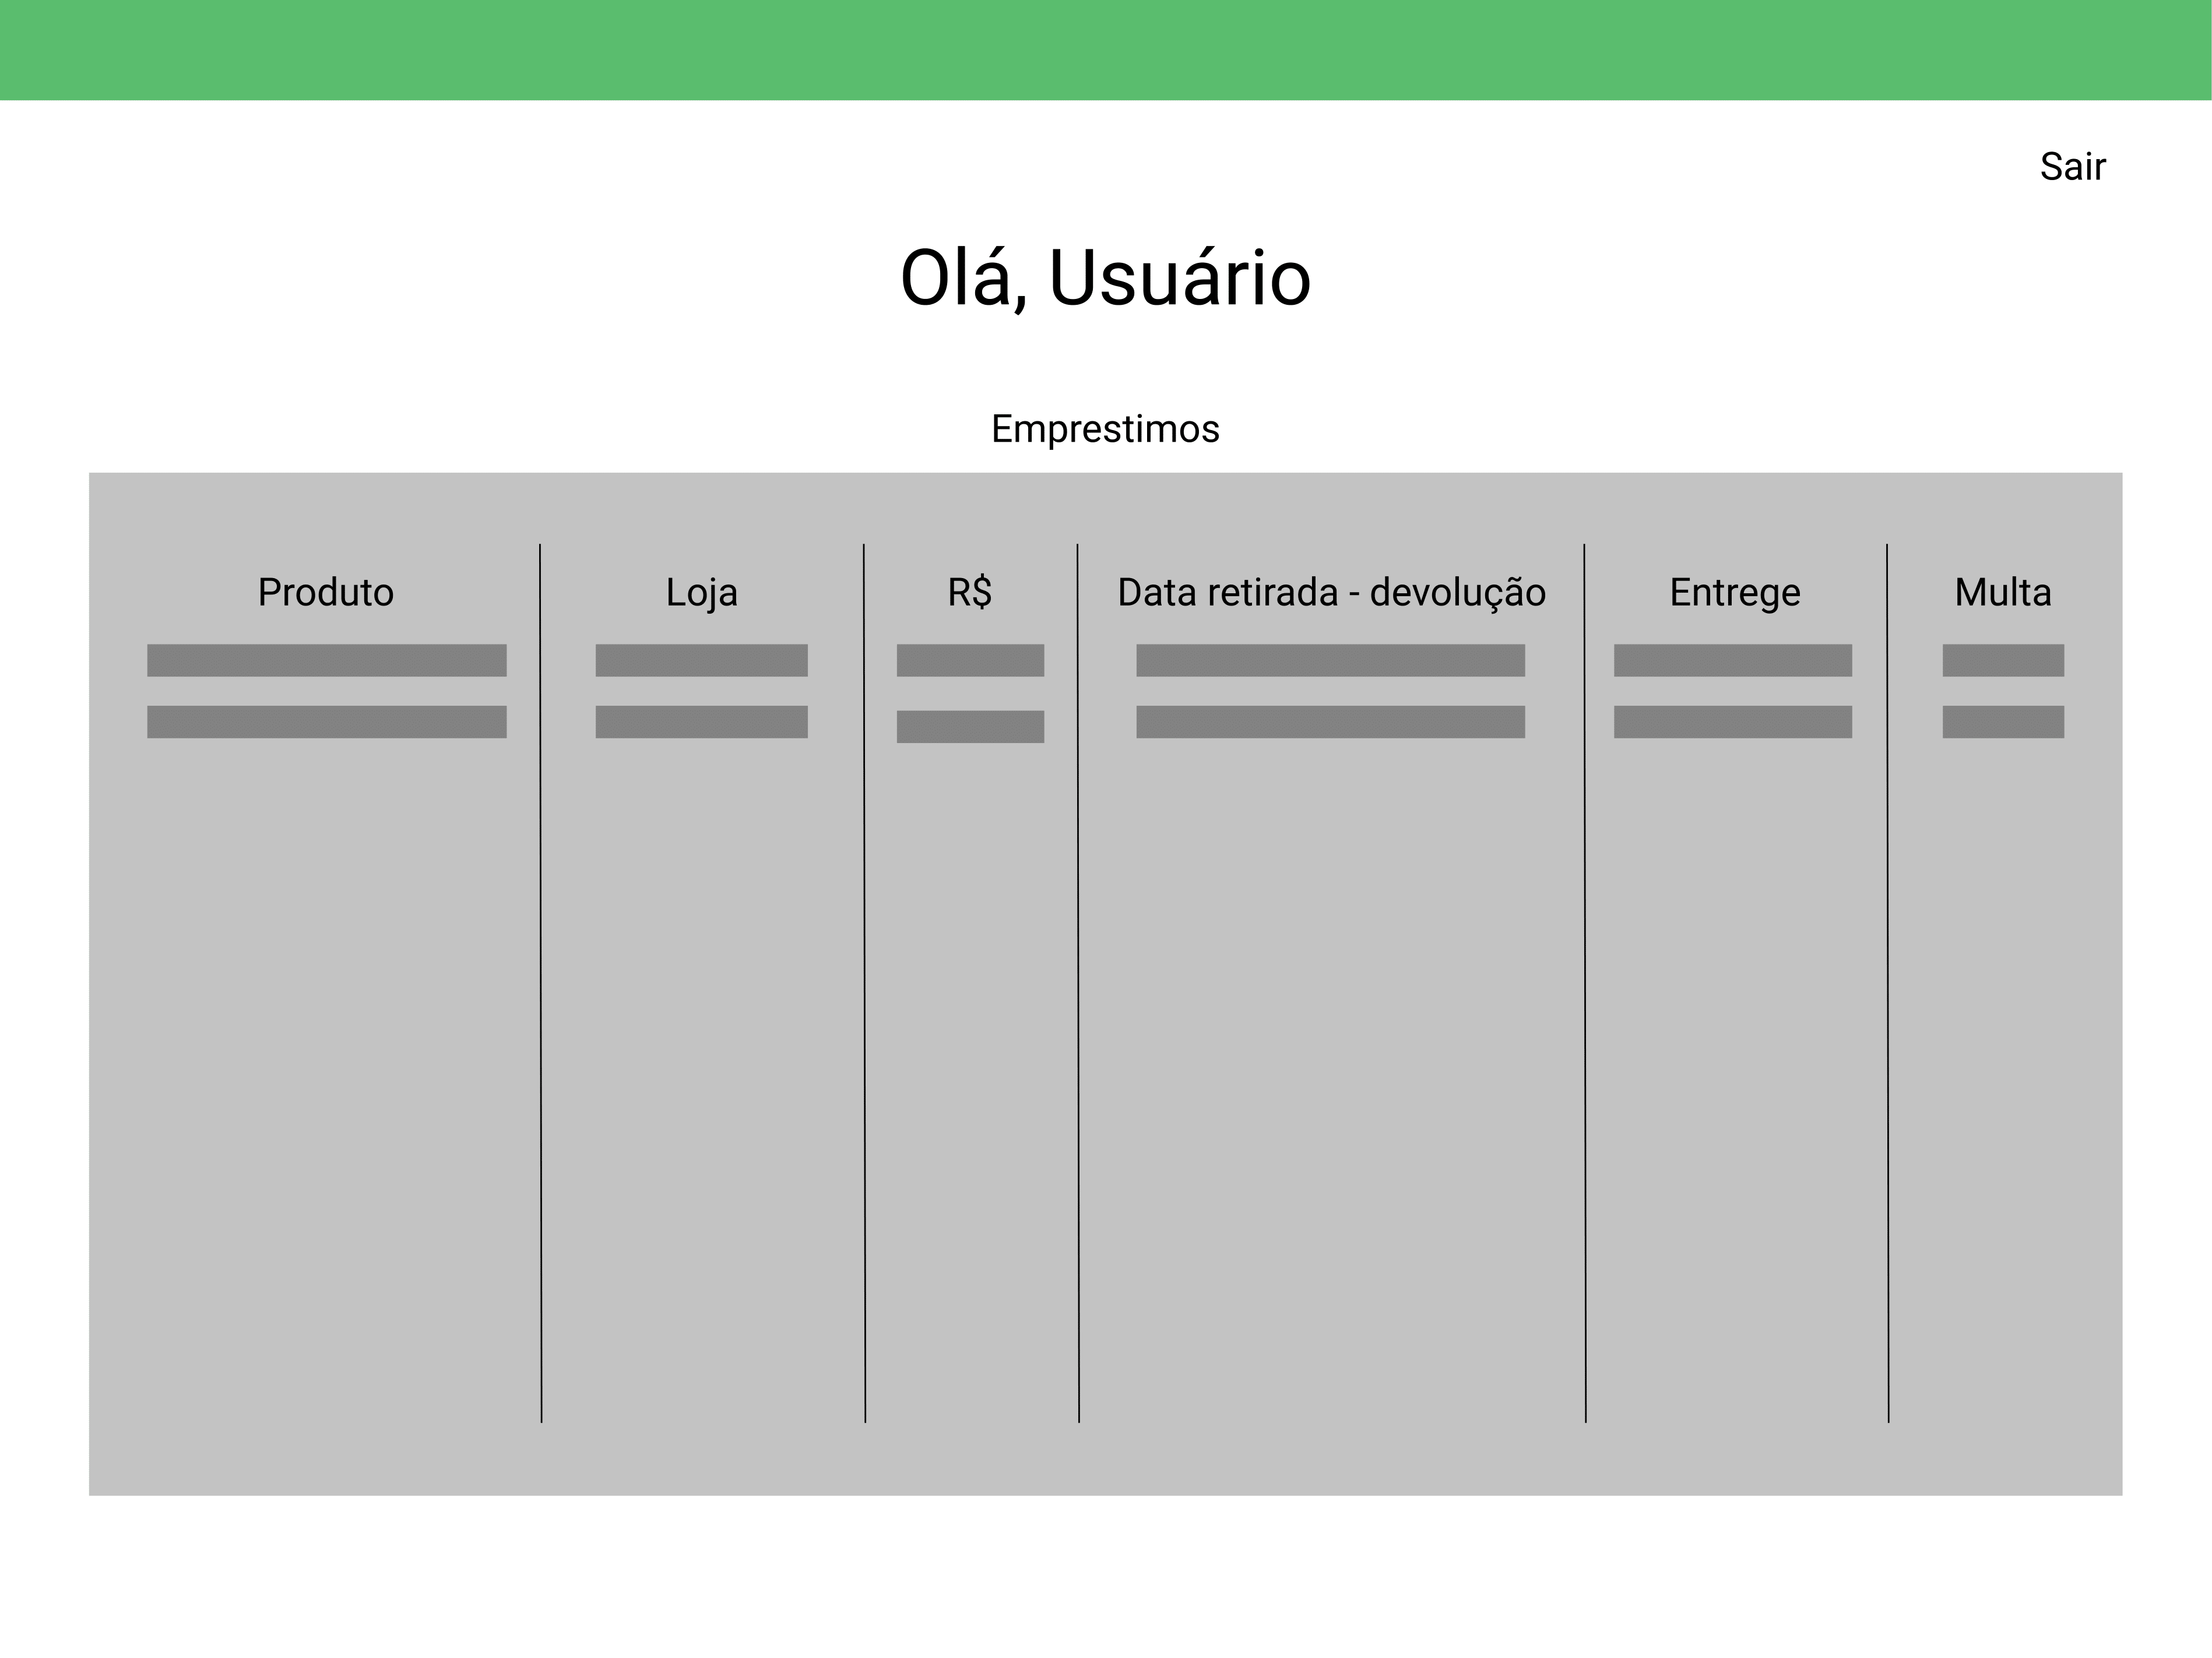 Sair
Olá, Usuário
Emprestimos
Produto
Loja
R$
Data retirada - devolução
Entrege
Multa